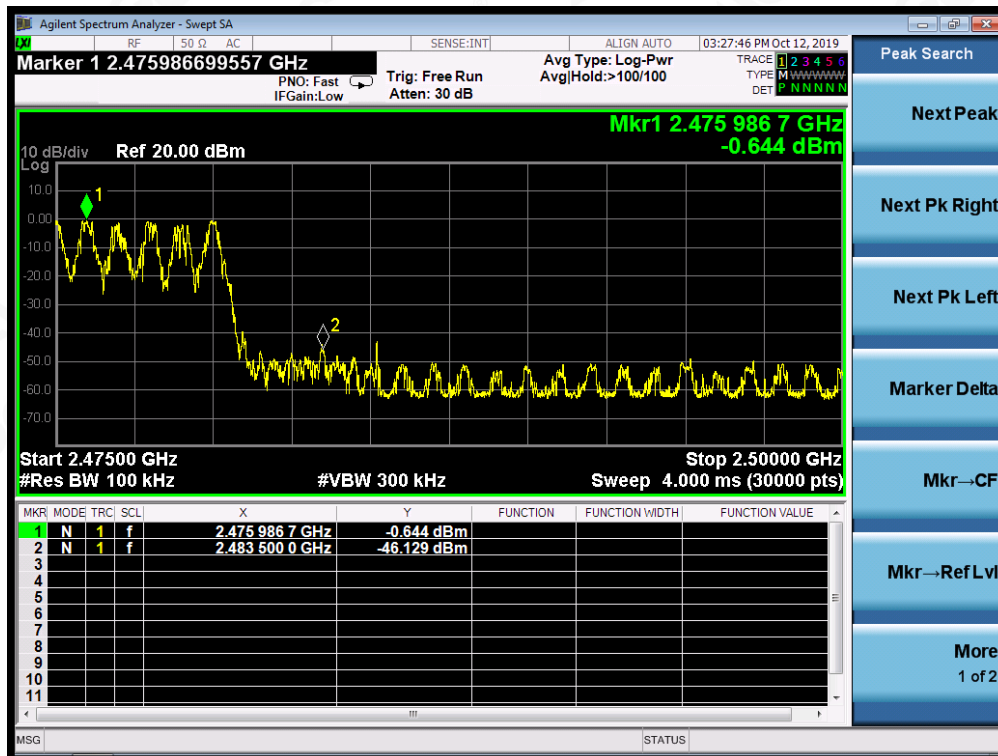 Agilent Spectrum Analyzer - Swept SA
LXI RF 50 Ω AC SENSE:INT ALIGN AUTO 03:27:46 PM Oct 12, 2019
Marker 1 2.475986699557 GHz
PNO: Fast
IFGain:Low
Trig: Free Run
Atten: 30 dB
Avg Type: Log-Pwr
Avg|Hold:>100/100
TRACE 1 2 3 4 5 6
TYPE M W W W W W
DET P N N N N N
Mkr1 2.475 986 7 GHz
-0.644 dBm
10 dB/div Ref 20.00 dBm
Log
10.0
0.00
-10.0
-20.0
-30.0
-40.0
-50.0
-60.0
-70.0
1
2
Start 2.47500 GHz Stop 2.50000 GHz
#Res BW 100 kHz #VBW 300 kHz Sweep 4.000 ms (30000 pts)
MKR MODE TRC SCL X Y FUNCTION FUNCTION WIDTH FUNCTION VALUE
1 N 1 f 2.475 986 7 GHz -0.644 dBm
2 N 1 f 2.483 500 0 GHz -46.129 dBm
3
4
5
6
7
8
9
10
11
MSG STATUS
Peak Search
Next Peak
Next Pk Right
Next Pk Left
Marker Delta
Mkr→CF
Mkr→Ref Lvl
More
1 of 2